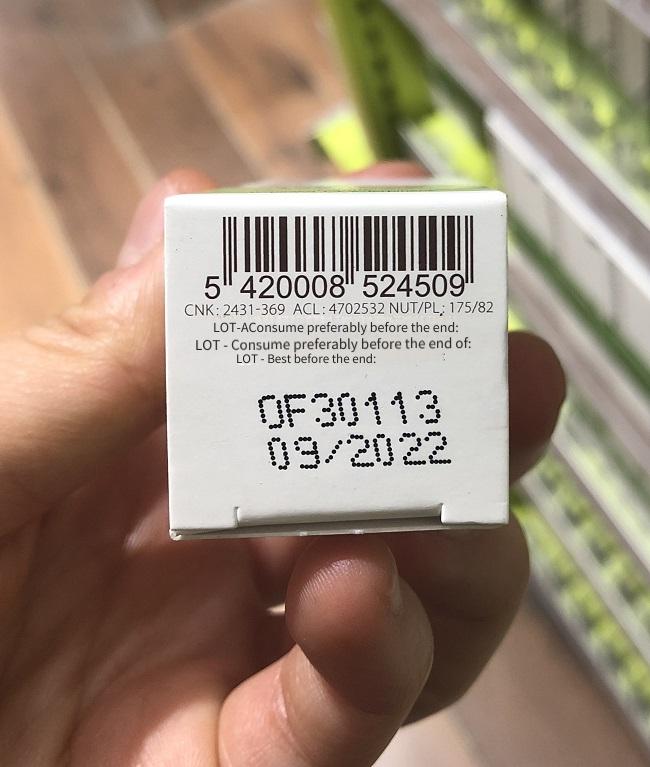 5 420008 524509
CNK: 2431-369 ACL: 4702532 NUT/PL: 175/82
LOT-AConsume preferably before the end:
LOT - Consume preferably before the end of:
LOT - Best before the end:
0F30113
09/2022